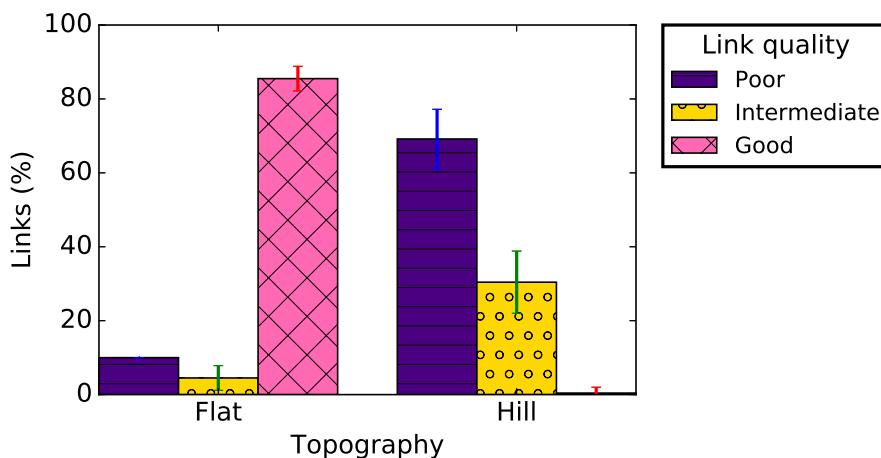 100
80
60
40
20
0
Links (%)
Flat
Hill
Topography
Link quality
Poor
Intermediate
Good